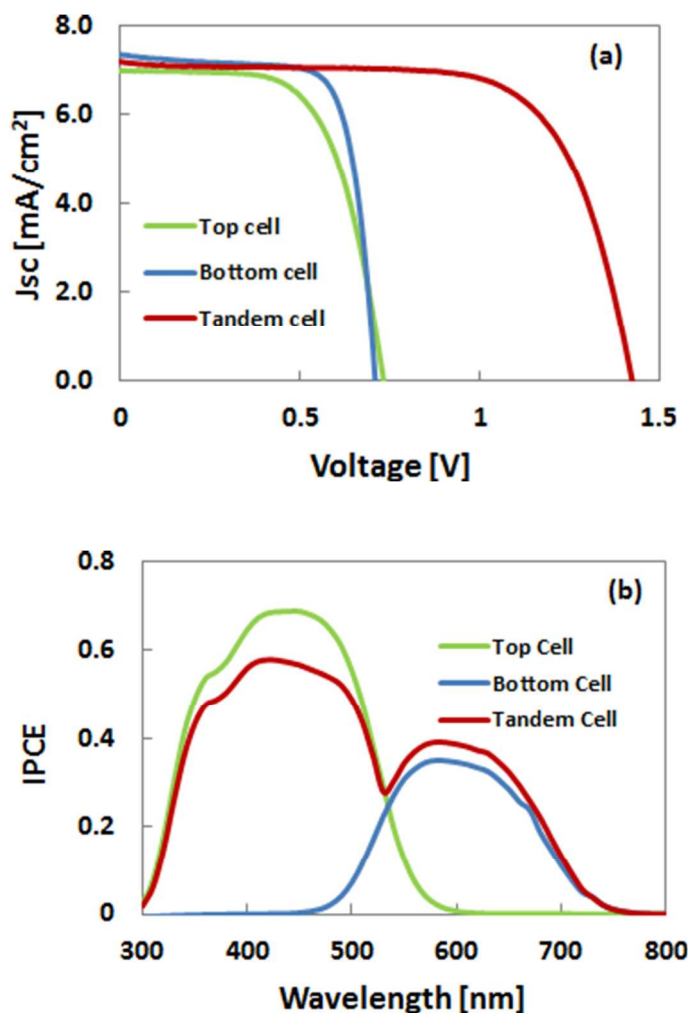 8.0
(a)
6.0
Jsc [mA/cm²]
4.0
Top cell
Bottom cell
2.0
Tandem cell
0.0
0 0.5 1 1.5
Voltage [V]
0.8
(b)
Top Cell
0.6
Bottom Cell
Tandem Cell
IPCE
0.4
0.2
0
300 400 500 600 700 800
Wavelength [nm]